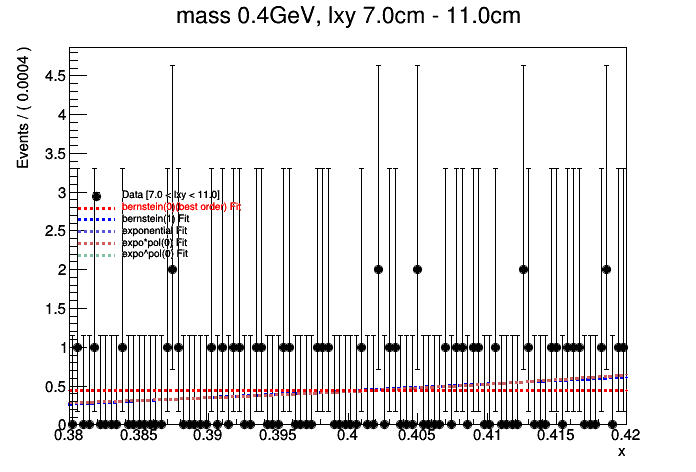 mass 0.4GeV, lxy 7.0cm - 11.0cm
Events / ( 0.0004 )
4.5
4
3.5
3
2.5
2
1.5
1
0.5
0
Data [7.0 < lxy < 11.0]
bernstein(0)(best order) Fit
bernstein(1) Fit
exponential Fit
expo*pol(0) Fit
expo^pol(0) Fit
0.38 0.385 0.39 0.395 0.4 0.405 0.41 0.415 0.42
x